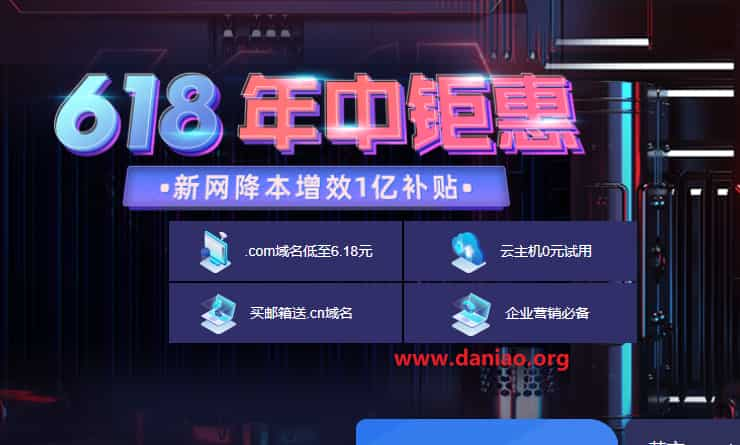 618 年中钜惠
•新网降本增效1亿补贴•
.com域名低至6.18元
云主机0元试用
买邮箱送.cn域名
企业营销必备
www.daniao.org